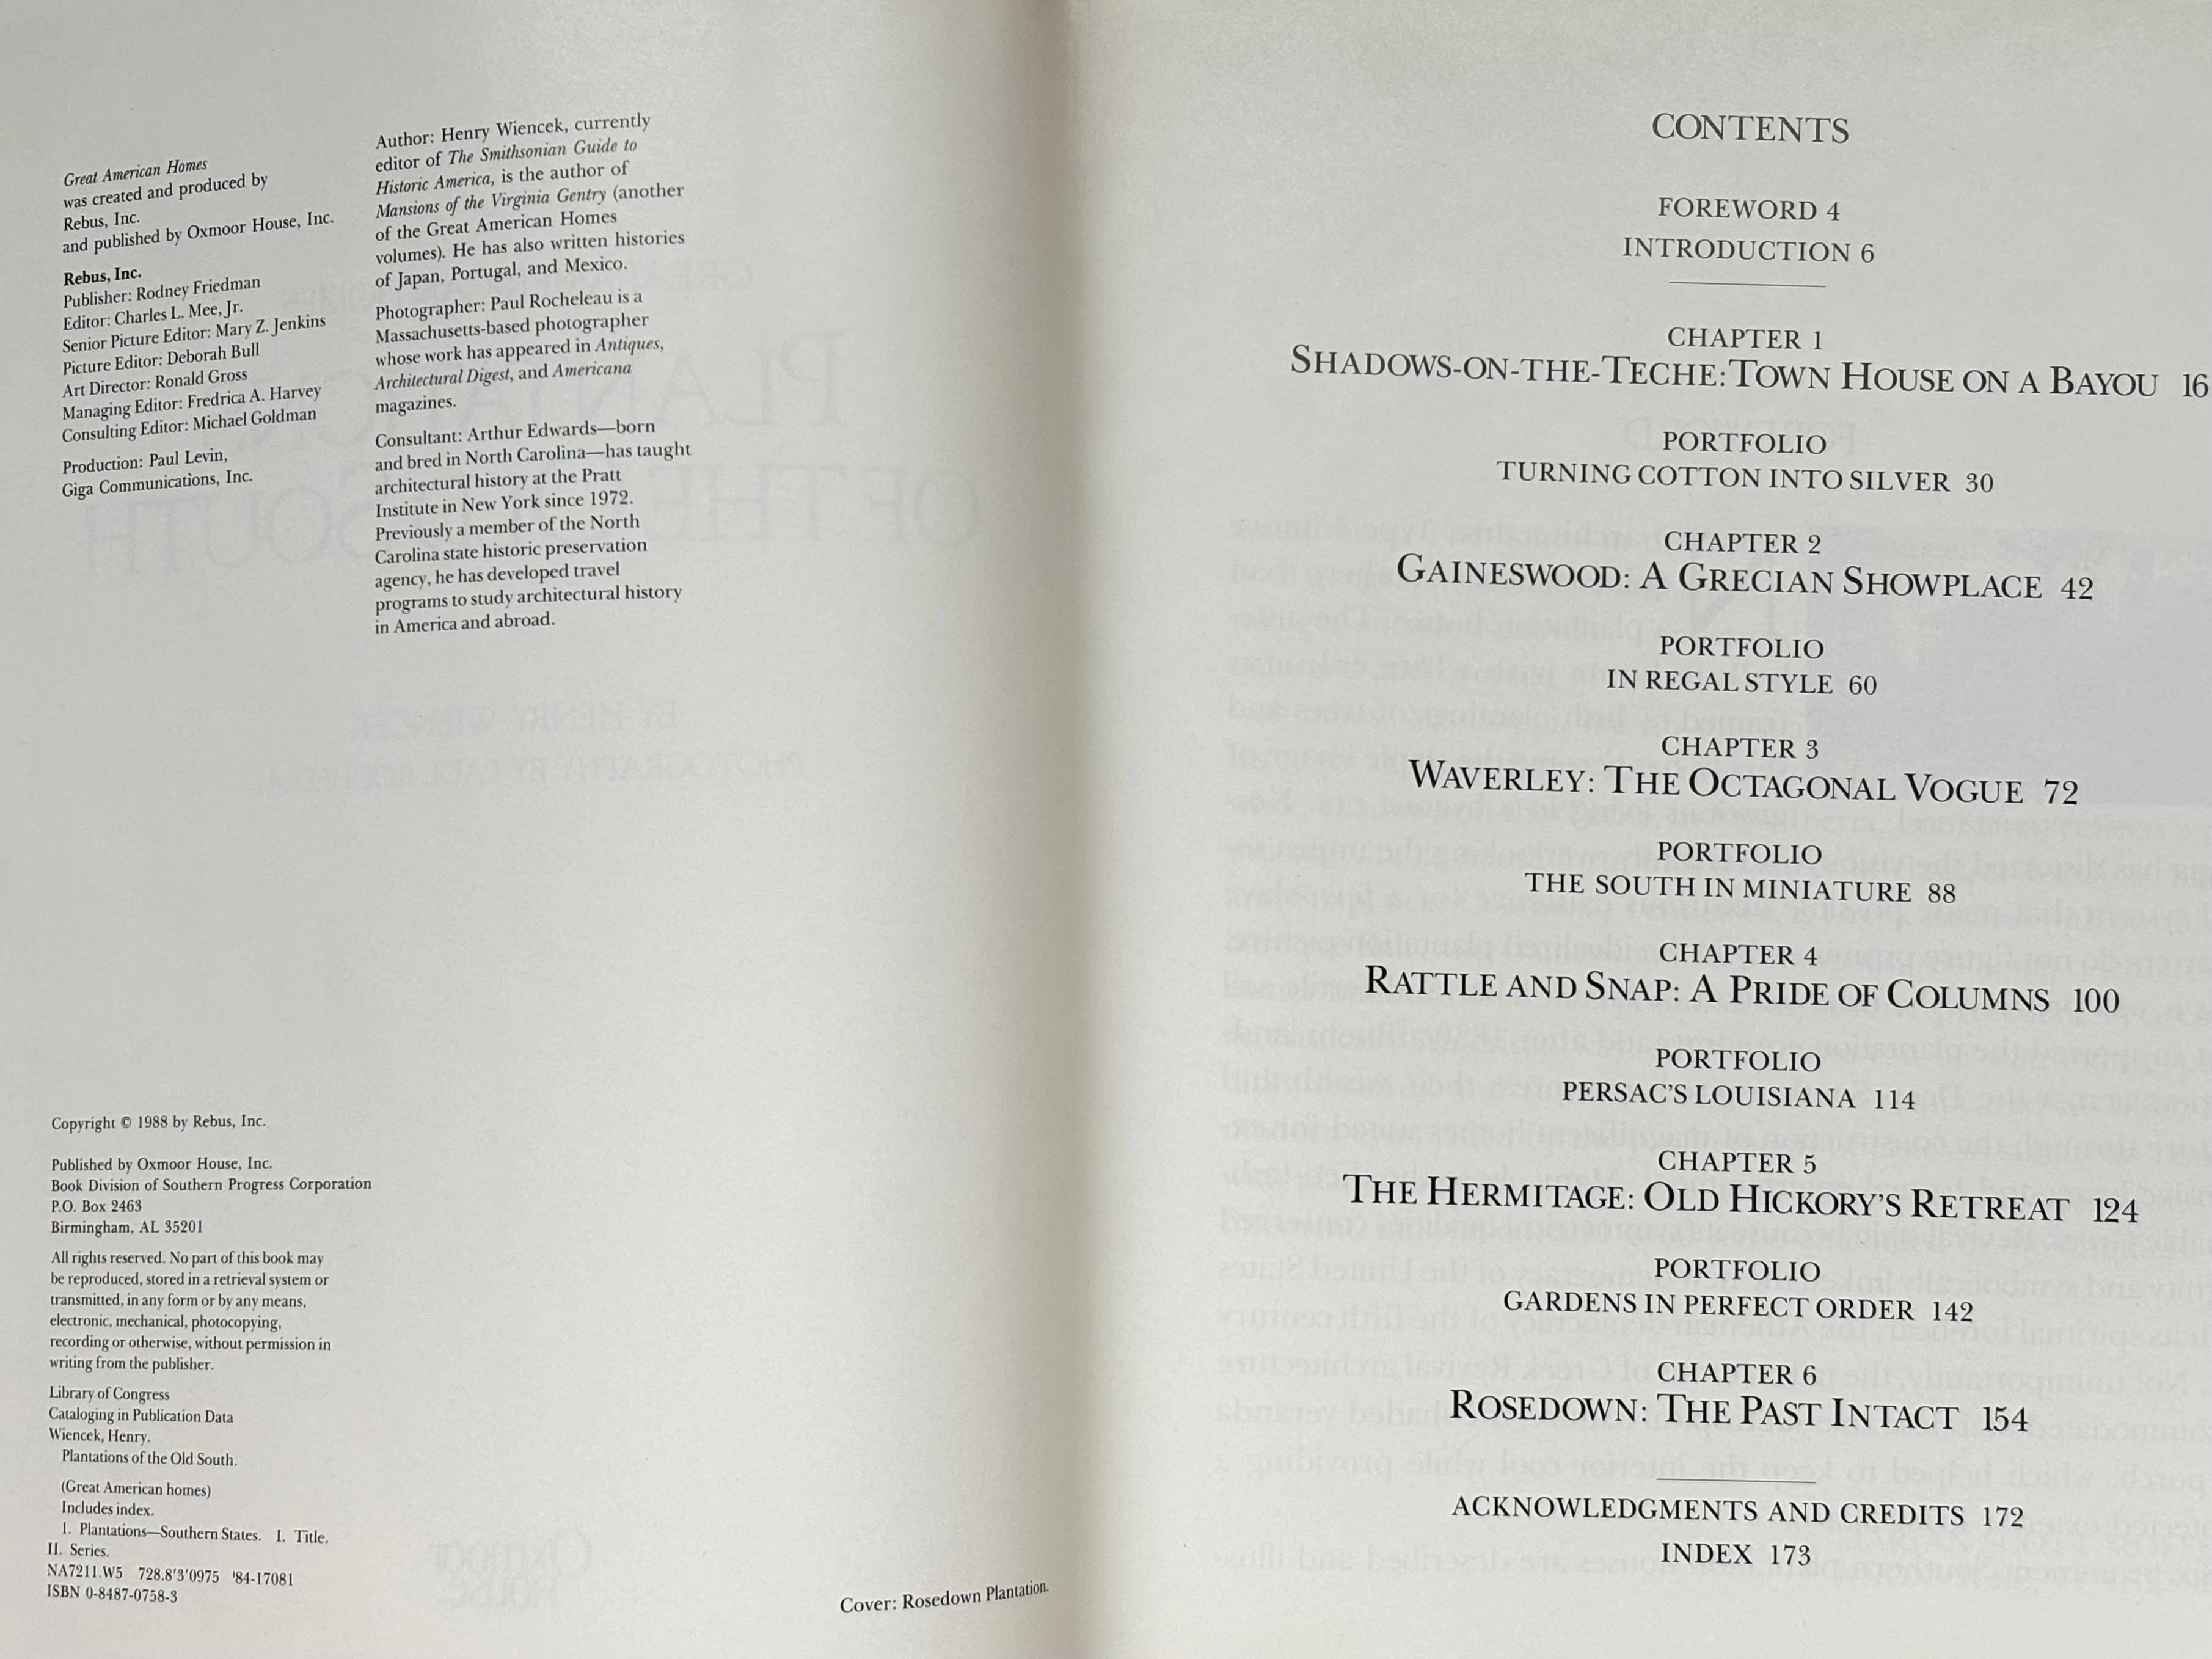 Great American Homes
was created and produced by
Rebus, Inc.
and published by Oxmoor House, Inc.
Rebus, Inc.
Publisher: Rodney Friedman
Editor: Charles L. Mee, Jr.
Senior Picture Editor: Mary Z. Jenkins
Picture Editor: Deborah Bull
Art Director: Ronald Gross
Managing Editor: Fredrica A. Harvey
Consulting Editor: Michael Goldman
Production: Paul Levin,
Giga Communications, Inc.
Author: Henry Wiencek, currently
editor of The Smithsonian Guide to
Historic America, is the author of
Mansions of the Virginia Gentry (another
of the Great American Homes
volumes). He has also written histories
of Japan, Portugal, and Mexico.
Photographer: Paul Rocheleau is a
Massachusetts-based photographer
whose work has appeared in Antiques,
Architectural Digest, and Americana
magazines.
Consultant: Arthur Edwards—born
and bred in North Carolina—has taught
architectural history at the Pratt
Institute in New York since 1972.
Previously a member of the North
Carolina state historic preservation
agency, he has developed travel
programs to study architectural history
in America and abroad.
Copyright © 1988 by Rebus, Inc.
Published by Oxmoor House, Inc.
Book Division of Southern Progress Corporation
P.O. Box 2463
Birmingham, AL 35201
All rights reserved. No part of this book may
be reproduced, stored in a retrieval system or
transmitted, in any form or by any means,
electronic, mechanical, photocopying,
recording or otherwise, without permission in
writing from the publisher.
Library of Congress
Cataloging in Publication Data
Wiencek, Henry.
Plantations of the Old South.
(Great American homes)
Includes index.
1. Plantations—Southern States. I. Title.
II. Series.
NA7211.W5 728.8'3'0975 '84-17081
ISBN 0-8487-0758-3
Cover: Rosedown Plantation.
CONTENTS
FOREWORD 4
INTRODUCTION 6
CHAPTER 1
SHADOWS-ON-THE-TECHE: TOWN HOUSE ON A BAYOU 16
PORTFOLIO
TURNING COTTON INTO SILVER 30
CHAPTER 2
GAINESWOOD: A GRECIAN SHOWPLACE 42
PORTFOLIO
IN REGAL STYLE 60
CHAPTER 3
WAVERLEY: THE OCTAGONAL VOGUE 72
PORTFOLIO
THE SOUTH IN MINIATURE 88
CHAPTER 4
RATTLE AND SNAP: A PRIDE OF COLUMNS 100
PORTFOLIO
PERSAC'S LOUISIANA 114
CHAPTER 5
THE HERMITAGE: OLD HICKORY'S RETREAT 124
PORTFOLIO
GARDENS IN PERFECT ORDER 142
CHAPTER 6
ROSEDOWN: THE PAST INTACT 154
ACKNOWLEDGMENTS AND CREDITS 172
INDEX 173